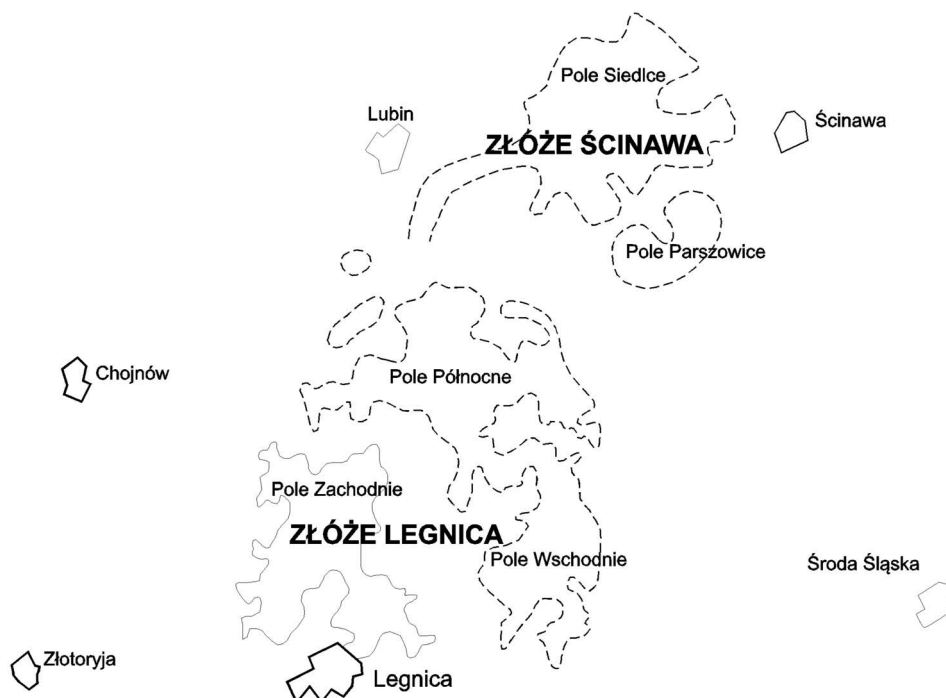 Pole Siedlce
Lubin
Ścinawa
ZŁÓŻE ŚCINAWA
Pole Parszowice
Chojnów
Pole Północne
Pole Zachodnie
ZŁÓŻE LEGNICA
Pole Wschodnie
Środa Śląska
Złotoryja
Legnica